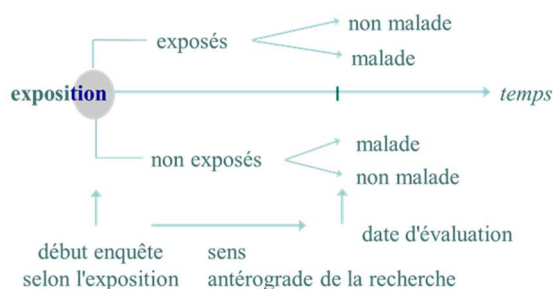 non malade
exposés
malade
exposition
temps
malade
non exposés
non malade
date d'évaluation
début enquête
sens
selon l'exposition
antérograde de la recherche